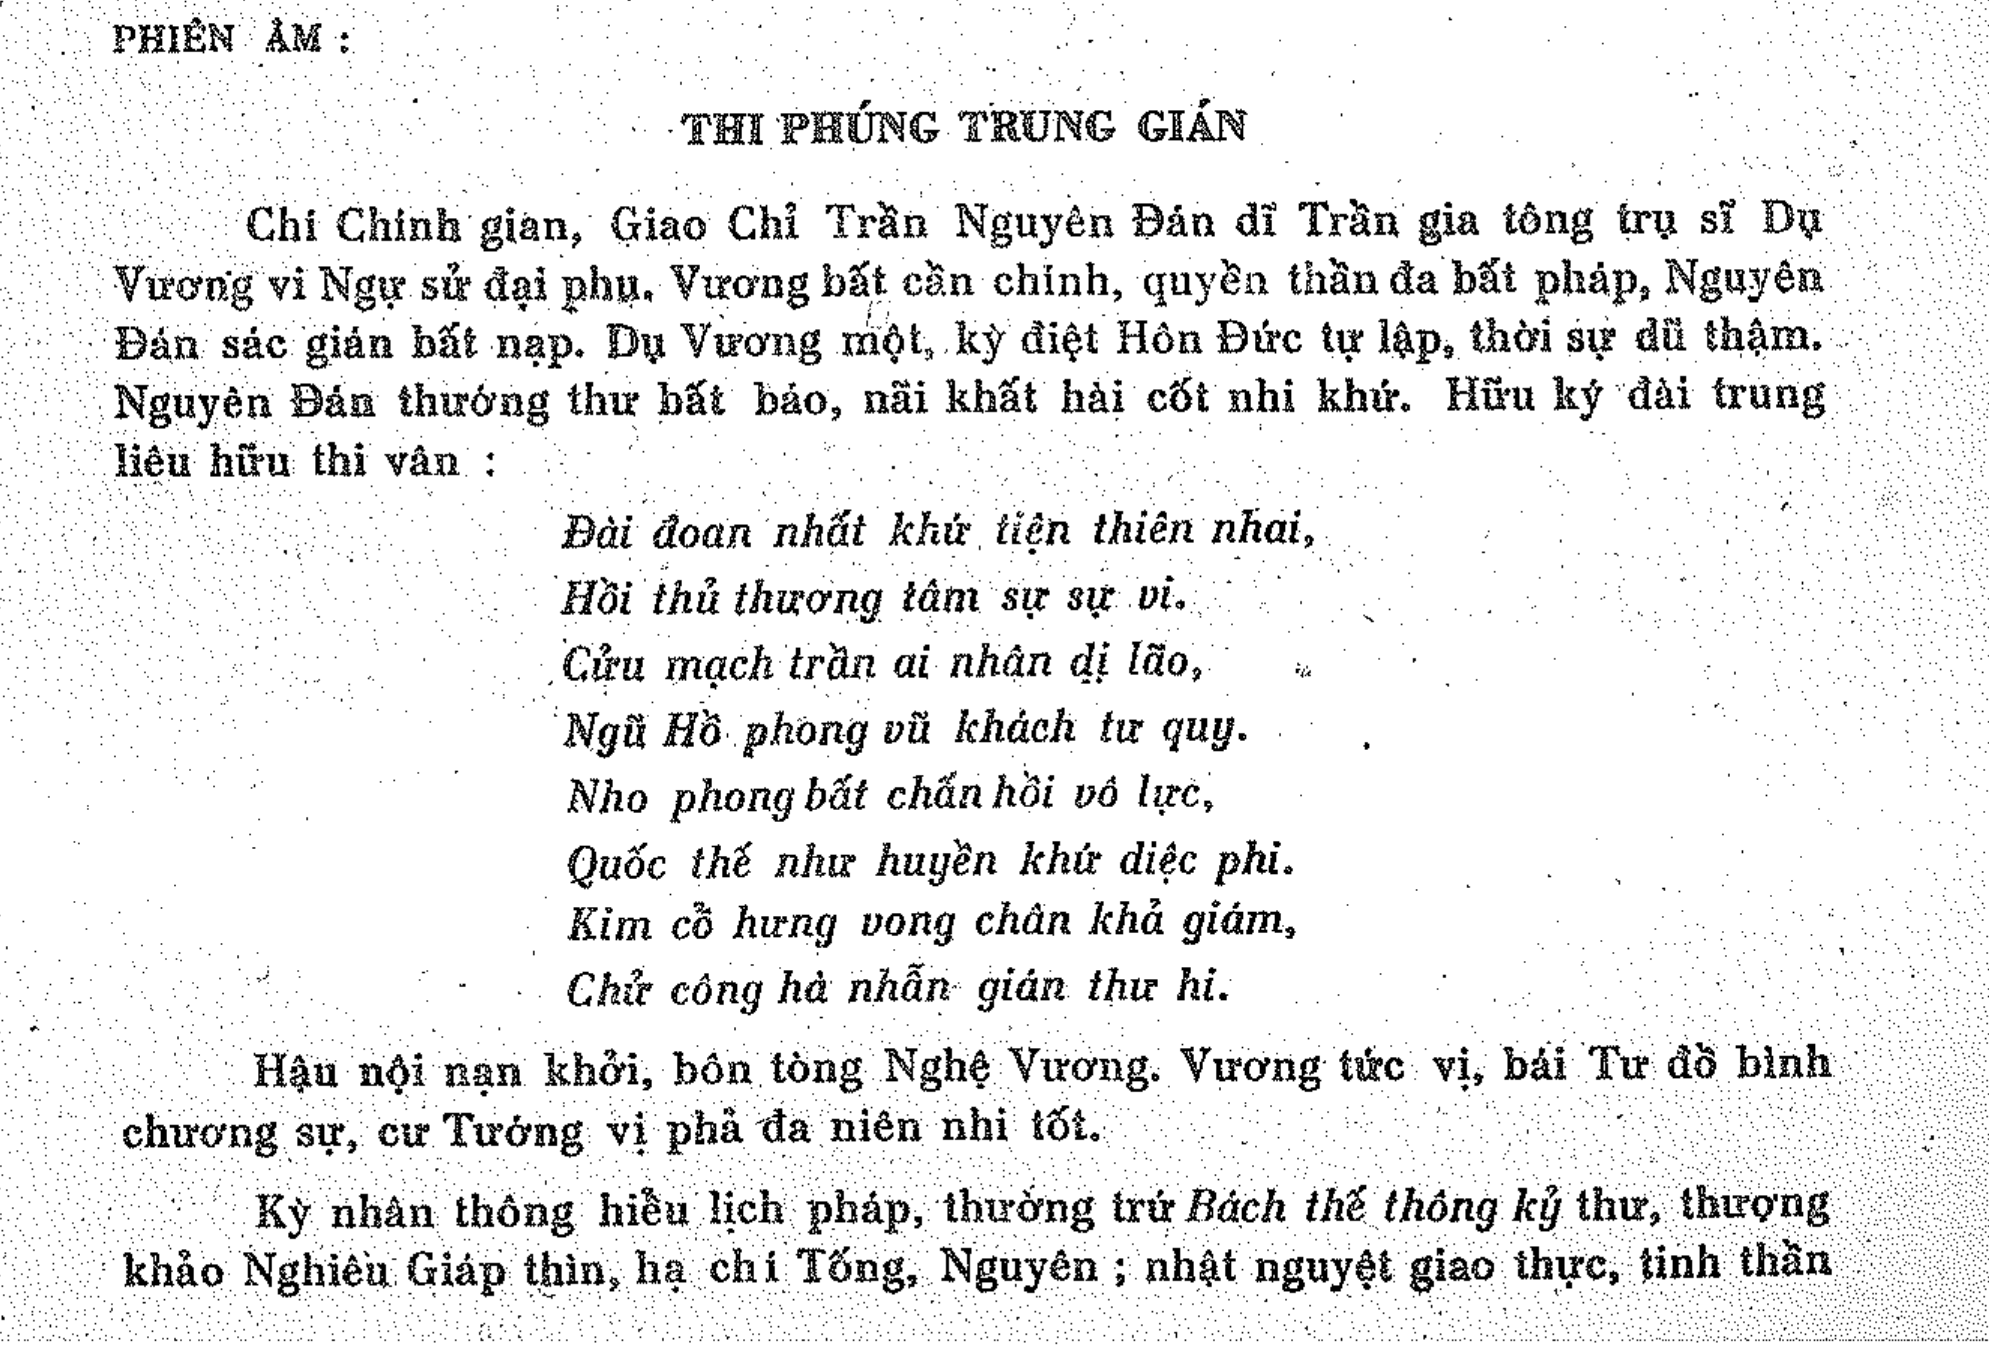 PHIÊN ÂM :
THI PHÚNG TRUNG GIÁN
Chí Chính gian, Giao Chỉ Trần Nguyên Đán dĩ Trần gia tông trụ sĩ Dụ
Vương vi Ngự sử đại phu. Vương bất cần chính, quyền thần đa bất pháp, Nguyên
Đán sác gián bất nạp. Dụ Vương một, kỳ điệt Hôn Đức tự lập, thời sự dũ thậm.
Nguyên Đán thướng thư bất báo, nãi khất hài cốt nhi khứ. Hữu ký đài trung
liêu hữu thi vân :
Đài đoan nhất khứ tiện thiên nhai,
Hồi thủ thương tâm sự sự vi.
Cửu mạch trần ai nhân dị lão,
Ngũ Hồ phong vũ khách tư quy.
Nho phong bất chấn hồi vô lực,
Quốc thế như huyền khứ diệc phi.
Kim cổ hưng vong chân khả giám,
Chử công hà nhẫn gián thư hi.
Hậu nội nạn khởi, bôn tòng Nghệ Vương. Vương tức vị, bái Tư đồ bình
chương sự, cư Tướng vị phả đa niên nhi tốt.
Kỳ nhân thông hiểu lịch pháp, thường trứ Bách thế thông kỷ thư, thượng
khảo Nghiêu Giáp thìn, hạ chí Tống, Nguyên ; nhật nguyệt giao thực, tinh thần